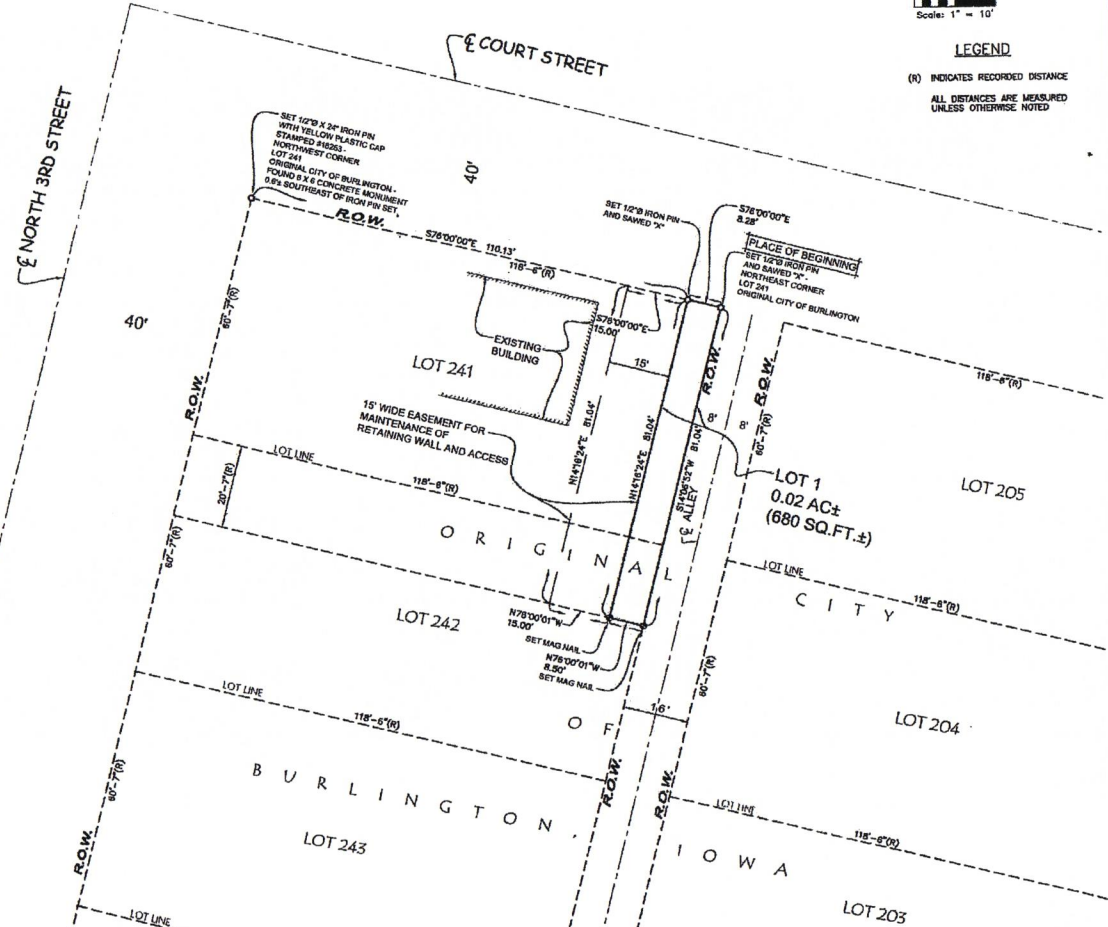 Scale: 1" = 10'
LEGEND
(R) INDICATES RECORDED DISTANCE
ALL DISTANCES ARE MEASURED
UNLESS OTHERWISE NOTED
℄ COURT STREET
℄ NORTH 3RD STREET
40'
40'
SET 1/2"Ø X 24" IRON PIN
WITH YELLOW PLASTIC CAP
STAMPED #18263 -
NORTHWEST CORNER
LOT 241
ORIGINAL CITY OF BURLINGTON -
FOUND 6 X 6 CONCRETE MONUMENT
0.6'± SOUTHEAST OF IRON PIN SET.
R.O.W.
S76°00'00"E 110.13'
118'-6"(R)
SET 1/2"Ø IRON PIN
AND SAWED "X"
S76°00'00"E
8.28'
PLACE OF BEGINNING
SET 1/2"Ø IRON PIN
AND SAWED "X" -
NORTHEAST CORNER
LOT 241
ORIGINAL CITY OF BURLINGTON
S76°00'00"E
15.00'
EXISTING
BUILDING
15'
LOT 241
60'-7"(R)
R.O.W.
R.O.W.
R.O.W.
118'-6"(R)
15' WIDE EASEMENT FOR
MAINTENANCE OF
RETAINING WALL AND ACCESS
N14°16'24"E 81.04'
N14°16'24"E 81.04'
S14°06'52"W 81.04'
8'
8'
60'-7"(R)
℄ ALLEY
LOT 1
0.02 AC±
(680 SQ.FT.±)
LOT 205
LOT LINE
20'-7"(R)
118'-6"(R)
60'-7"(R)
ORIGINAL
LOT LINE
118'-6"(R)
CITY
LOT 242
N76°00'01"W
15.00'
SET MAG NAIL
N76°00'01"W
8.50'
SET MAG NAIL
60'-7"(R)
LOT LINE
118'-6"(R)
16'
OF
LOT 204
60'-7"(R)
BURLINGTON,
R.O.W.
R.O.W.
LOT LINE
118'-6"(R)
LOT 243
IOWA
R.O.W.
LOT LINE
LOT 203